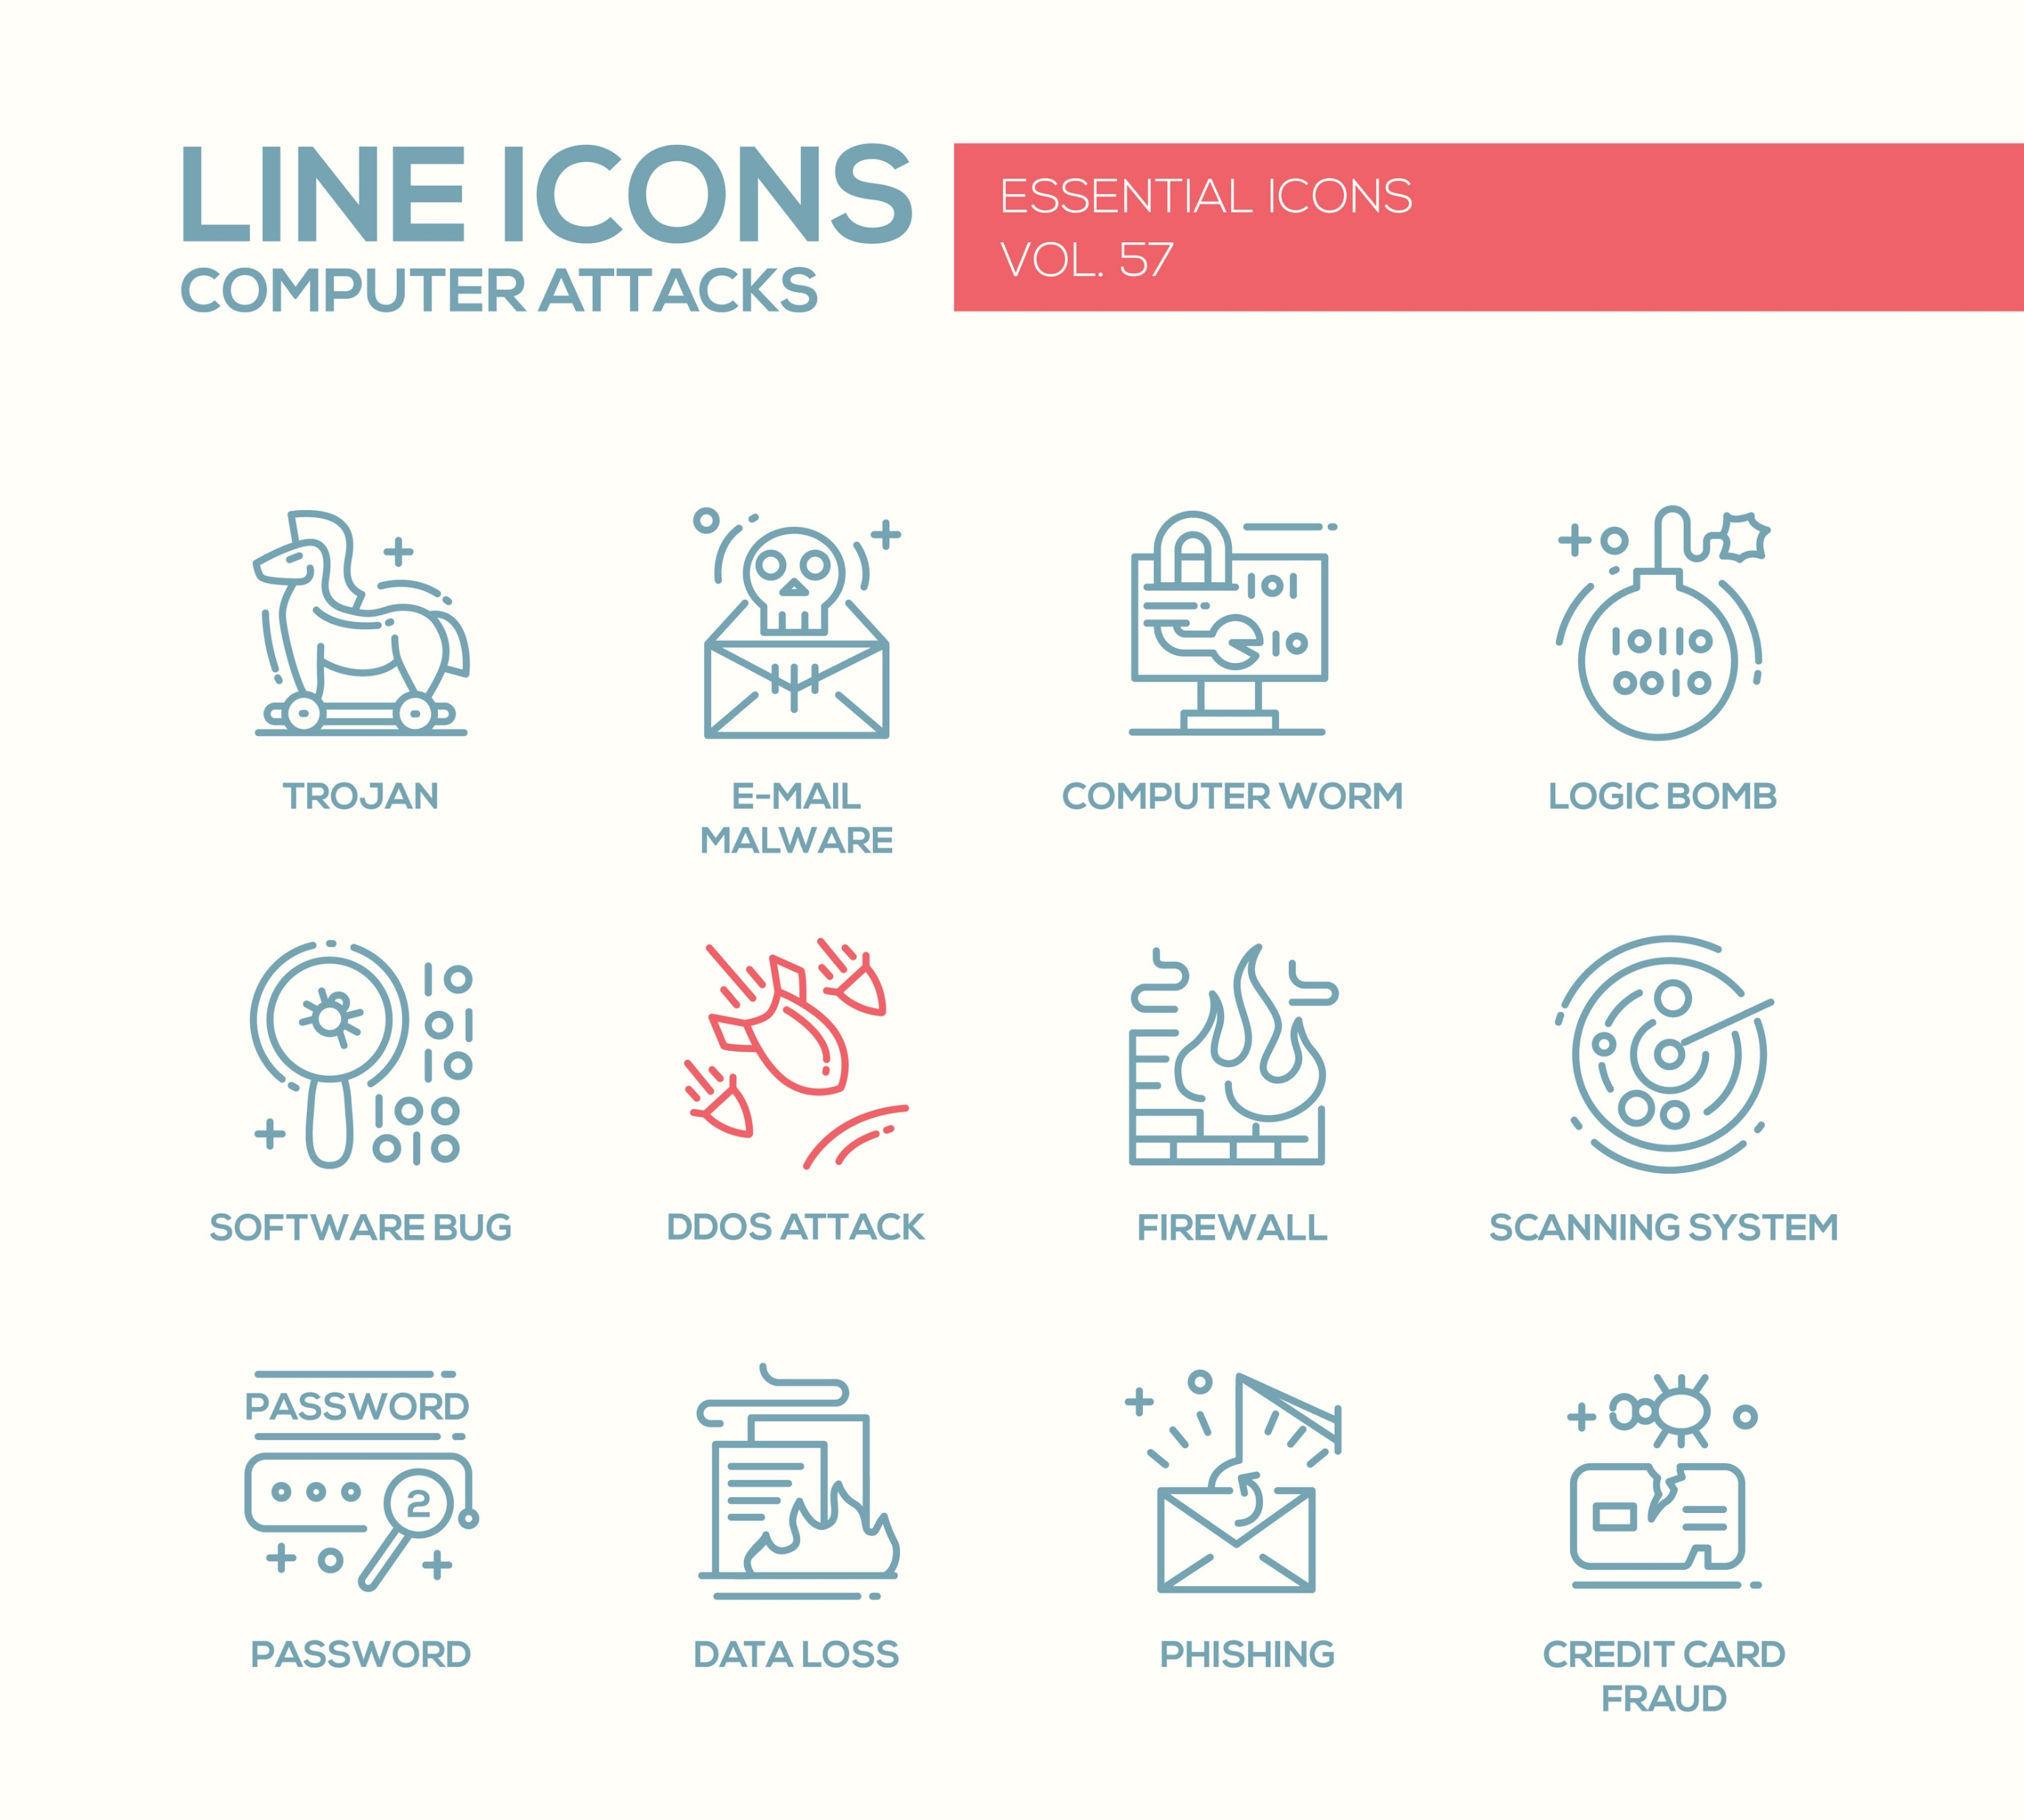 LINE ICONS
COMPUTER ATTACKS
ESSENTIAL ICONS
VOL. 57
TROJAN
E-MAIL
MALWARE
COMPUTER WORM
LOGIC BOMB
SOFTWARE BUG
DDOS ATTACK
FIREWALL
SCANNING SYSTEM
PASSWORD
2
PASSWORD
DATA LOSS
PHISHING
CREDIT CARD
FRAUD